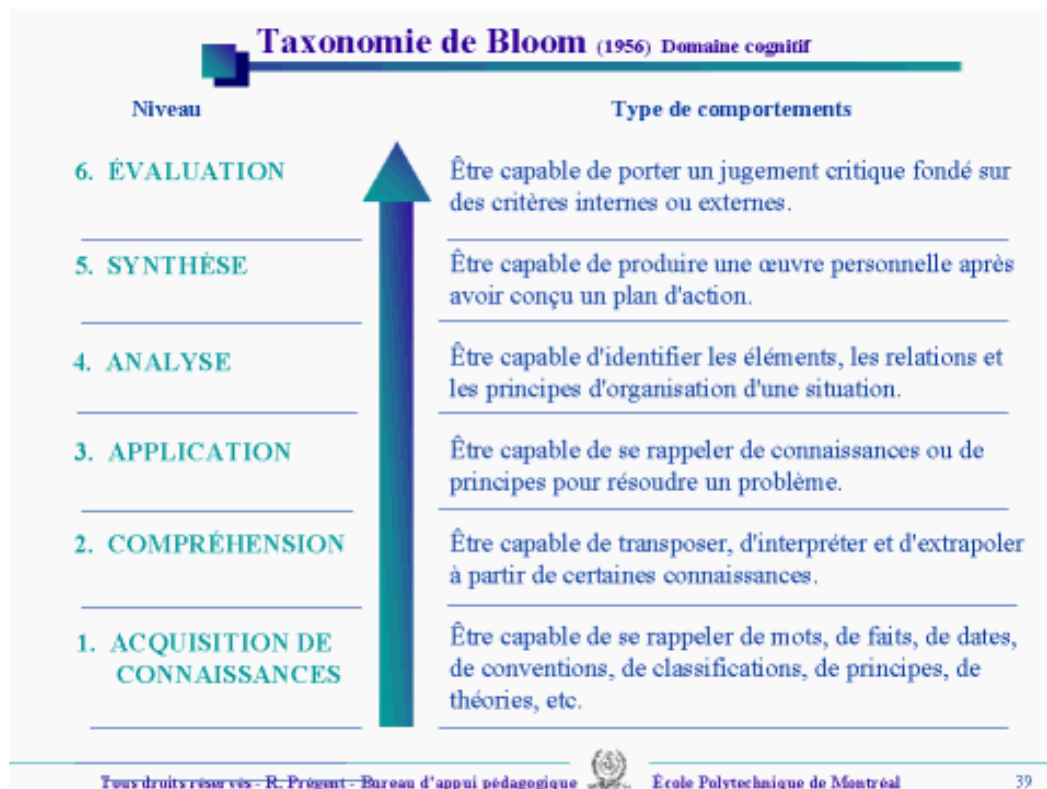 Taxonomie de Bloom (1956) Domaine cognitif
Niveau
Type de comportements
6. ÉVALUATION
Être capable de porter un jugement critique fondé sur
des critères internes ou externes.
5. SYNTHÈSE
Être capable de produire une œuvre personnelle après
avoir conçu un plan d'action.
4. ANALYSE
Être capable d'identifier les éléments, les relations et
les principes d'organisation d'une situation.
3. APPLICATION
Être capable de se rappeler de connaissances ou de
principes pour résoudre un problème.
2. COMPRÉHENSION
Être capable de transposer, d'interpréter et d'extrapoler
à partir de certaines connaissances.
1. ACQUISITION DE
CONNAISSANCES
Être capable de se rappeler de mots, de faits, de dates,
de conventions, de classifications, de principes, de
théories, etc.
Tous droits réservés - R. Prégent - Bureau d'appui pédagogique
École Polytechnique de Montréal
39